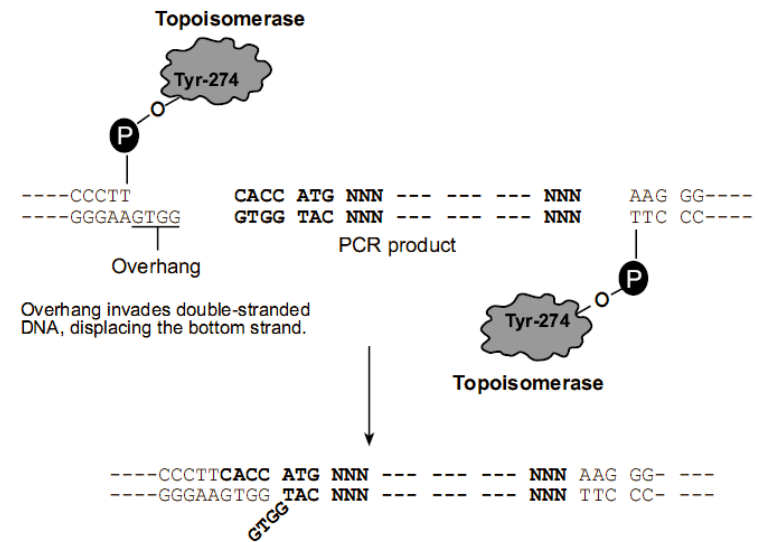 Topoisomerase
Tyr-274
O
P
----CCCTT CACC ATG NNN --- --- --- NNN AAG GG----
----GGGAAGTGG GTGG TAC NNN --- --- --- NNN TTC CC----
PCR product
Overhang
P
O
Overhang invades double-stranded
DNA, displacing the bottom strand.
Tyr-274
Topoisomerase
----CCCTTCACC ATG NNN --- --- --- NNN AAG GG- ---
----GGGAAGTGG TAC NNN --- --- --- NNN TTC CC- ---
GTGG